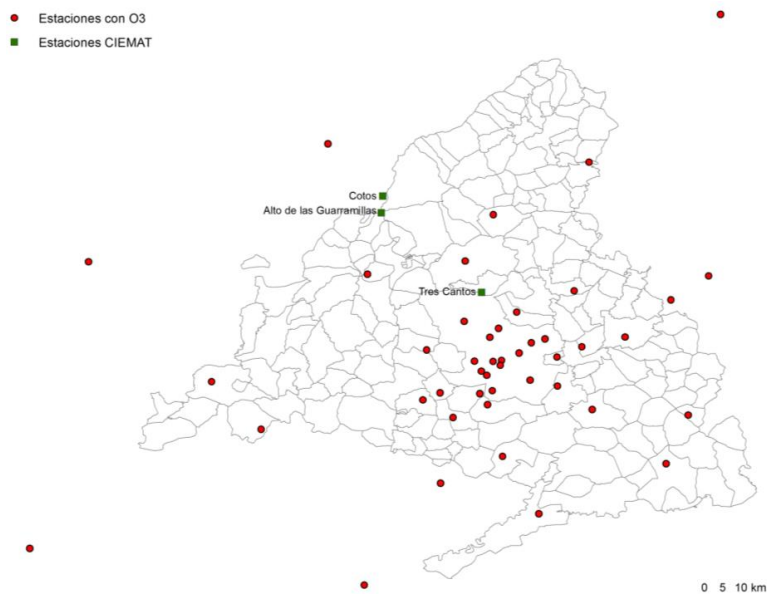 Estaciones con O3
Estaciones CIEMAT
Cotos
Alto de las Guarramillas
Tres Cantos
0 5 10 km